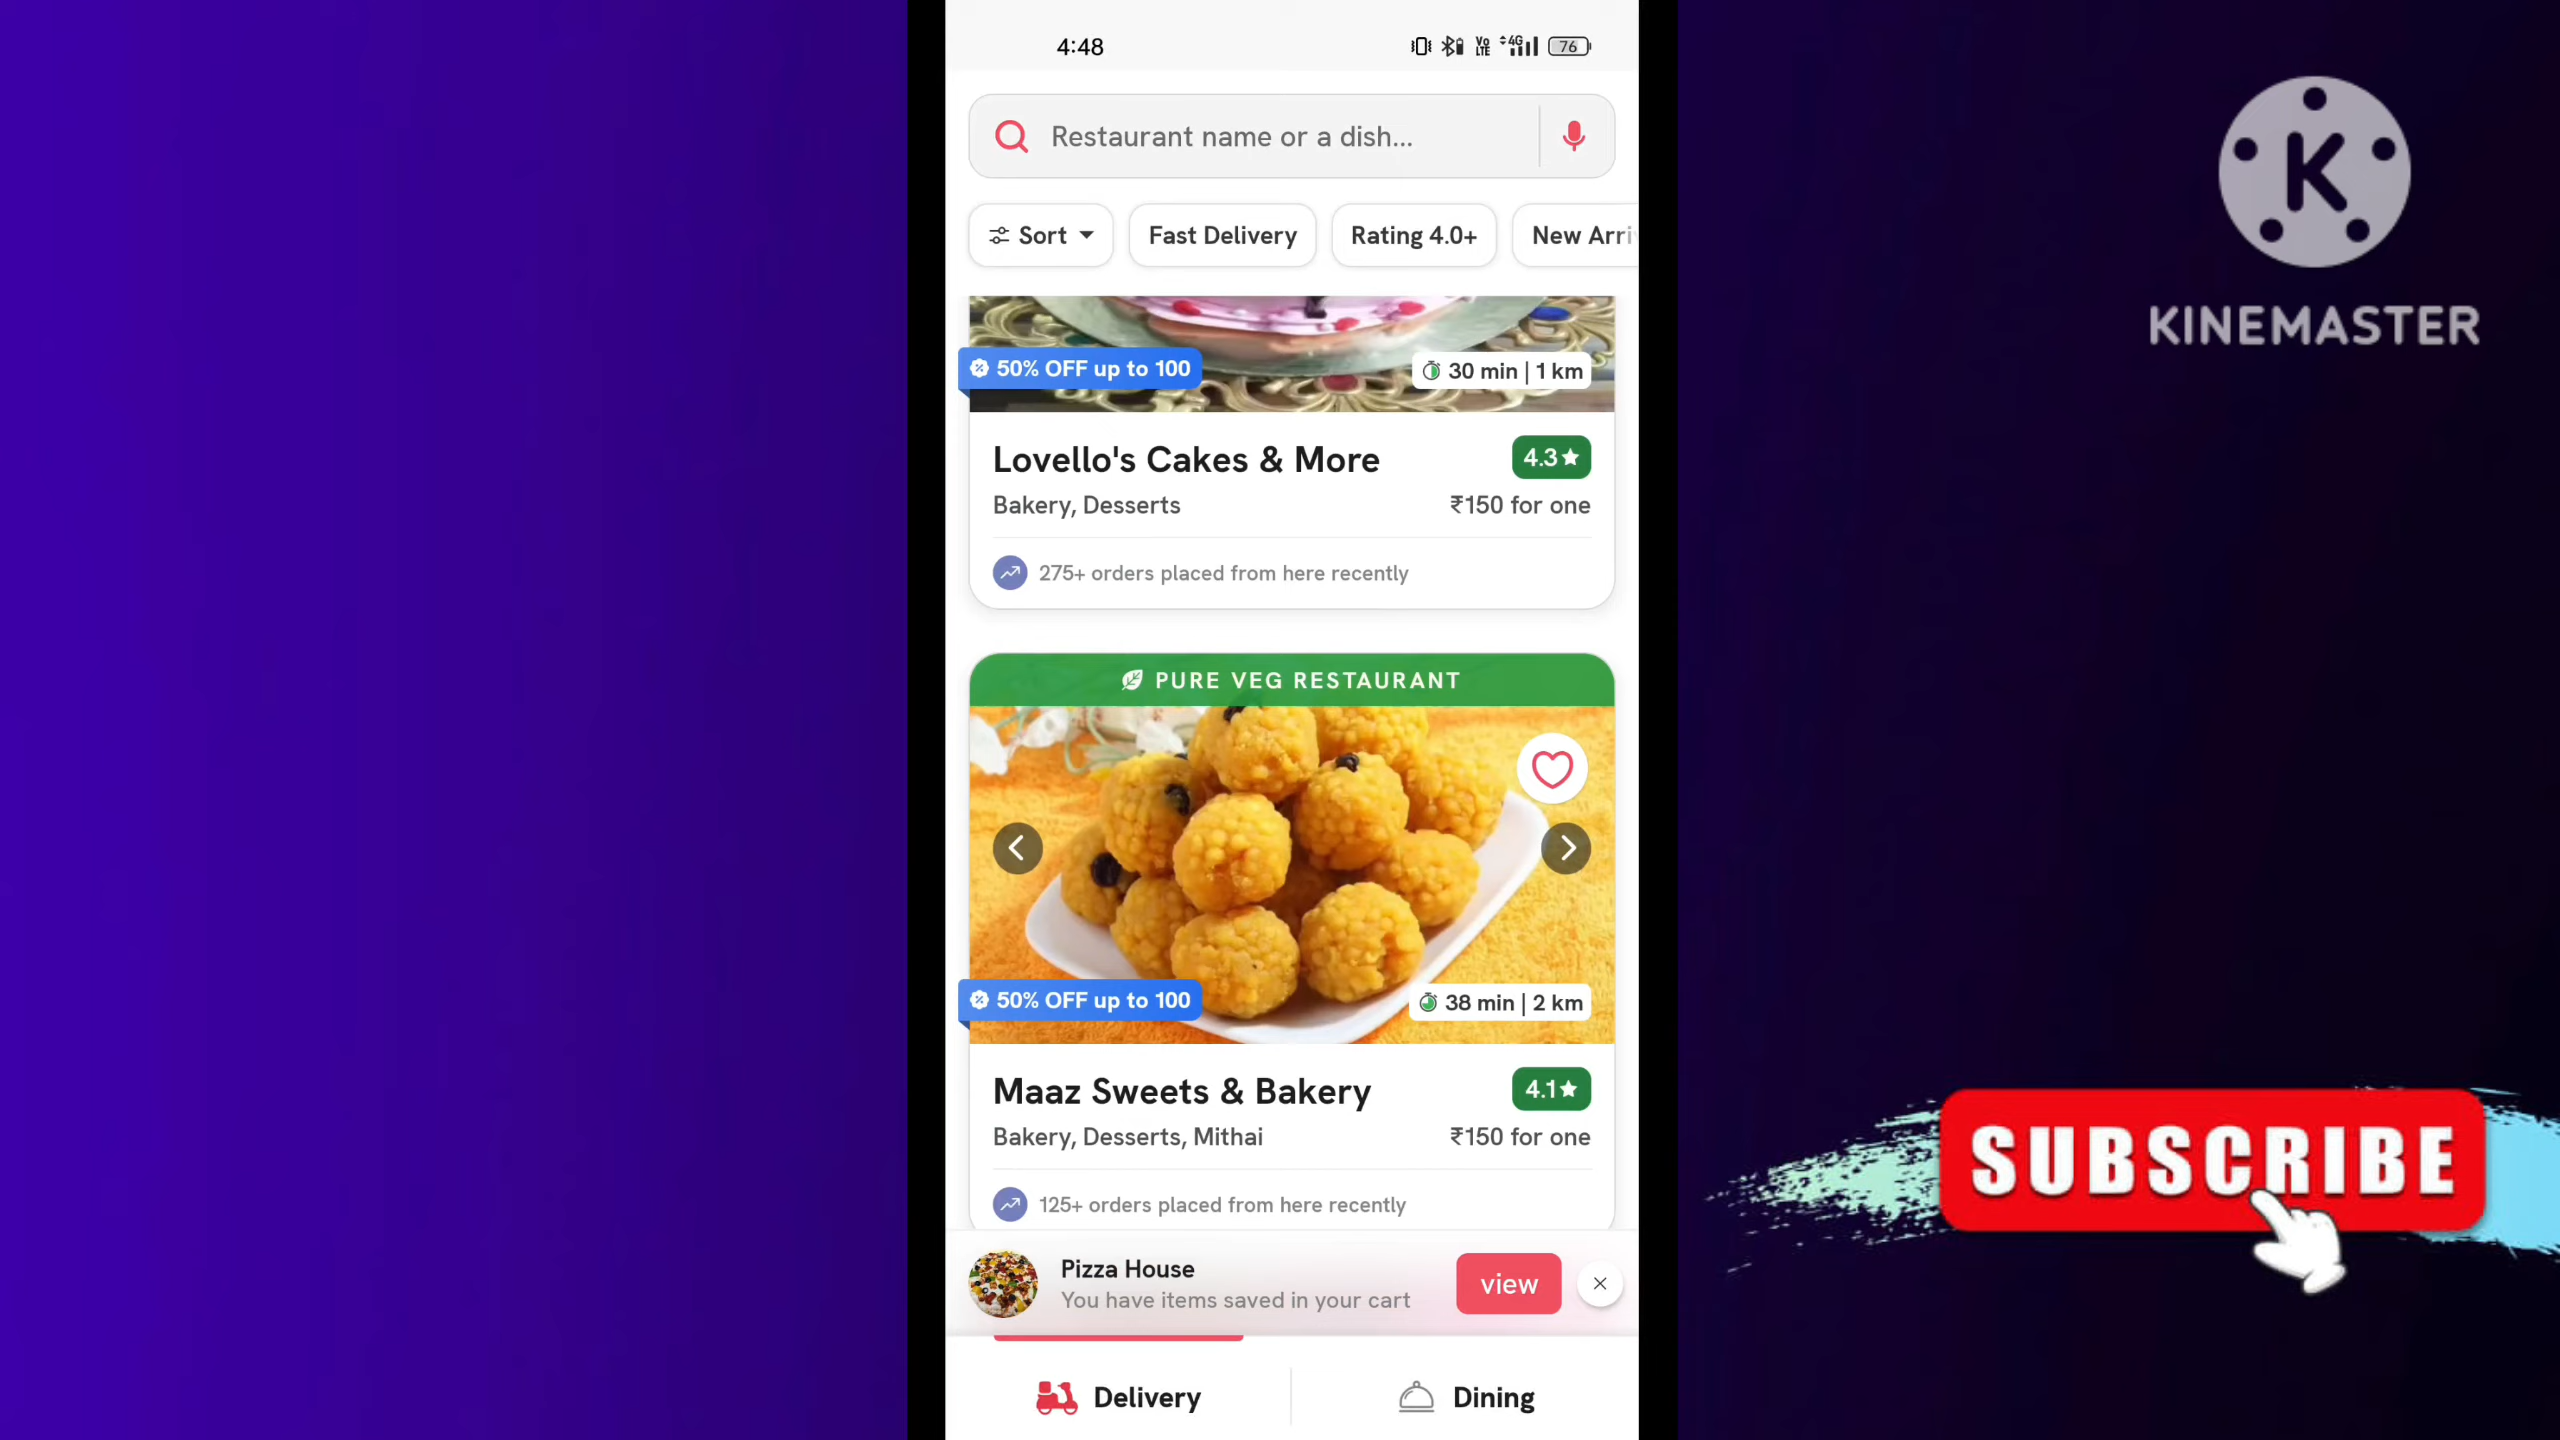 4:48
Vo LTE 4G 76
Restaurant name or a dish...
Sort
Fast Delivery
Rating 4.0+
New Arri
50% OFF up to 100
30 min | 1 km
Lovello's Cakes & More
4.3★
Bakery, Desserts
₹150 for one
275+ orders placed from here recently
PURE VEG RESTAURANT
50% OFF up to 100
38 min | 2 km
Maaz Sweets & Bakery
4.1★
Bakery, Desserts, Mithai
₹150 for one
125+ orders placed from here recently
Pizza House
You have items saved in your cart
view
Delivery
Dining
K
KINEMASTER
SUBSCRIBE